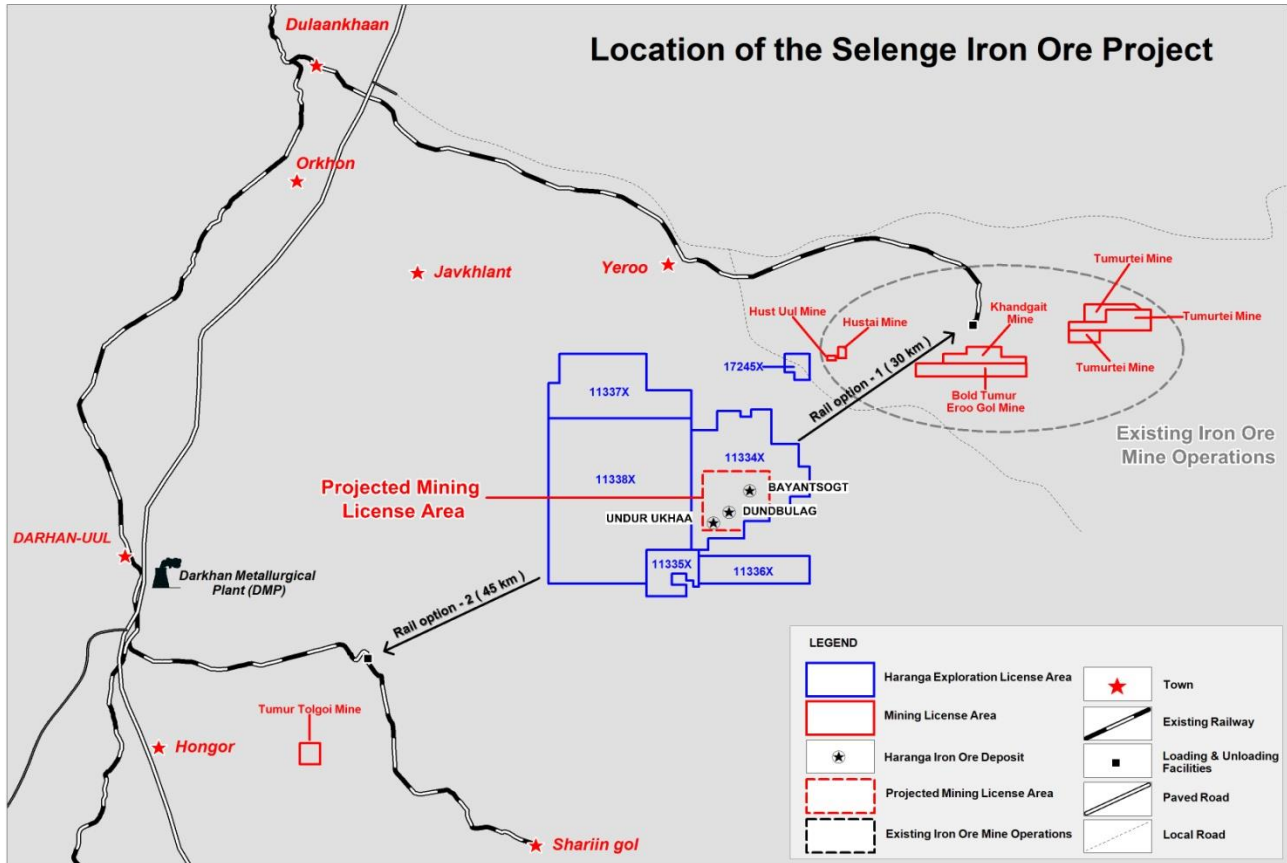 Dulaankhaan
Location of the Selenge Iron Ore Project
Orkhon
Javkhlant
Yeroo
Tumurtei Mine
Khandgait
Mine
Hust Uul Mine
Hustai Mine
Tumurtei Mine
Tumurtei Mine
17245X
Bold Tumur
Eroo Gol Mine
Rail option - 1 ( 30 km )
11337X
Existing Iron Ore
Mine Operations
11334X
11338X
Projected Mining
License Area
BAYANTSOGT
DUNDBULAG
UNDUR UKHAA
DARHAN-UUL
Darkhan Metallurgical
Plant (DMP)
11335X
11336X
Rail option - 2 ( 45 km )
Tumur Tolgoi Mine
Hongor
Shariin gol
LEGEND
Haranga Exploration License Area
Town
Mining License Area
Existing Railway
Haranga Iron Ore Deposit
Loading & Unloading
Facilities
Projected Mining License Area
Paved Road
Existing Iron Ore Mine Operations
Local Road